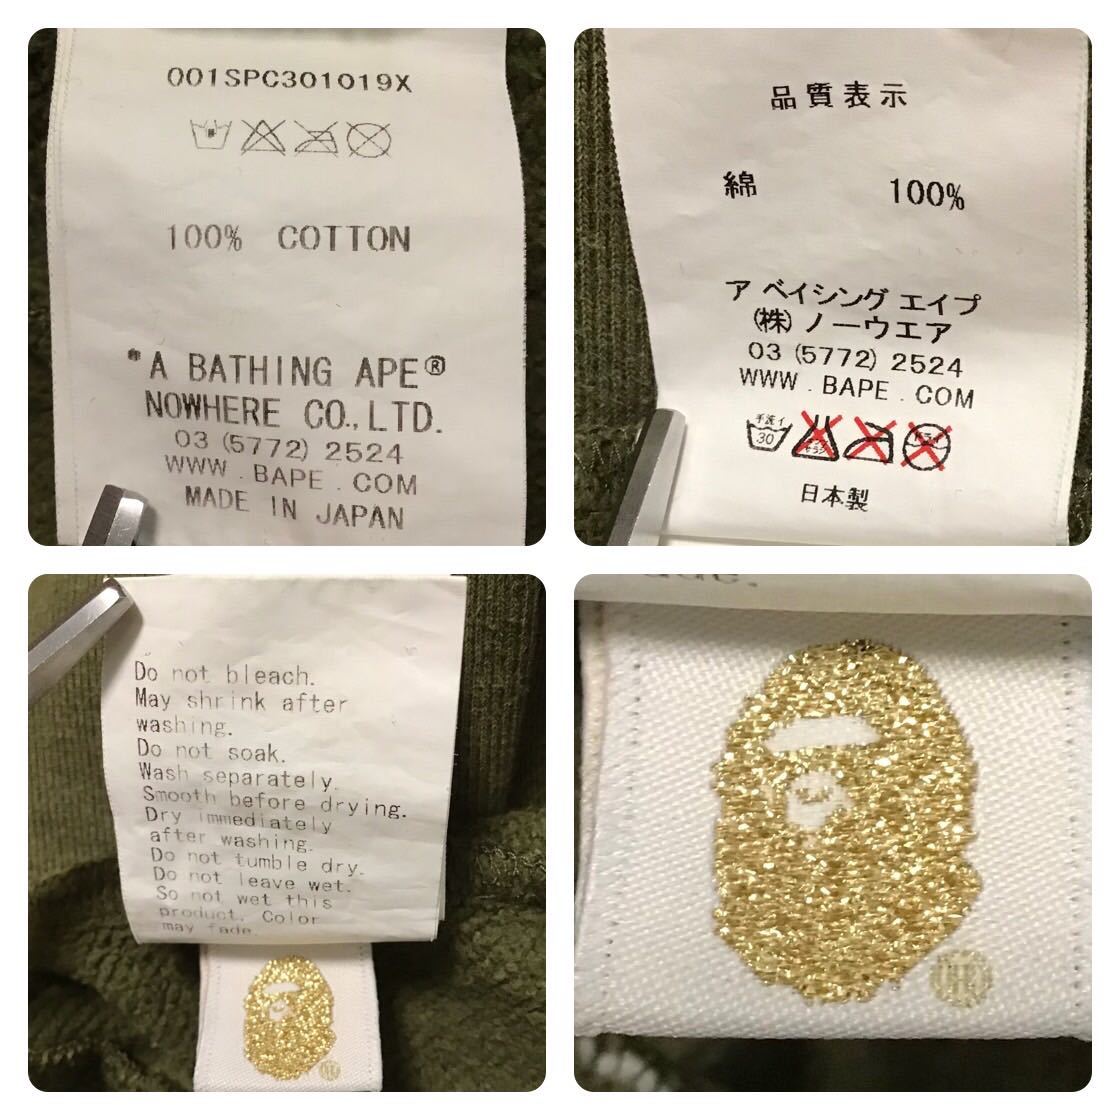 001SPC301019X
100% COTTON
"A BATHING APE®
NOWHERE CO., LTD.
03 (5772) 2524
WWW . BAPE . COM
MADE IN JAPAN
品質表示
綿 100%
ア ベイシング エイプ
(株) ノーウエア
03 (5772) 2524
WWW . BAPE . COM
手洗イ
30
日本製
Do not bleach.
May shrink after
washing.
Do not soak.
Wash separately.
Smooth before drying.
Dry immediately
after washing.
Do not tumble dry.
Do not leave wet.
So not wet this
product. Color
may fade.